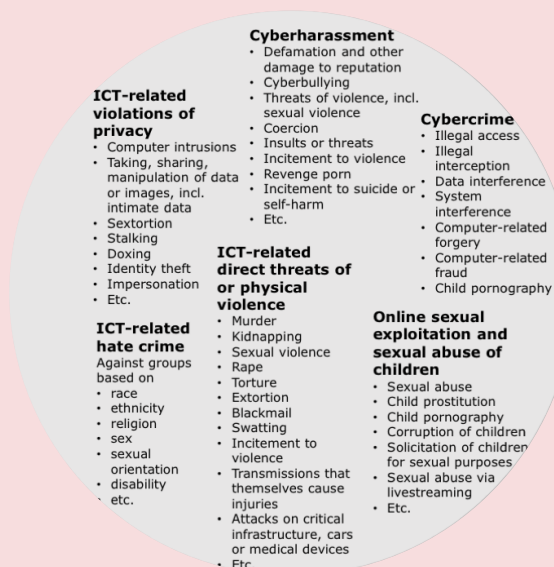 Cyberharassment
• Defamation and other
damage to reputation
• Cyberbullying
• Threats of violence, incl.
sexual violence
• Coercion
• Insults or threats
• Incitement to violence
• Revenge porn
• Incitement to suicide or
self-harm
• Etc.
ICT-related
violations of
privacy
• Computer intrusions
• Taking, sharing,
manipulation of data
or images, incl.
intimate data
• Sextortion
• Stalking
• Doxing
• Identity theft
• Impersonation
• Etc.
Cybercrime
• Illegal access
• Illegal
interception
• Data interference
• System
interference
• Computer-related
forgery
• Computer-related
fraud
• Child pornography
ICT-related
direct threats of
or physical
violence
• Murder
• Kidnapping
• Sexual violence
• Rape
• Torture
• Extortion
• Blackmail
• Swatting
• Incitement to
violence
• Transmissions that
themselves cause
injuries
• Attacks on critical
infrastructure, cars
or medical devices
• Etc.
ICT-related
hate crime
Against groups
based on
• race
• ethnicity
• religion
• sex
• sexual
orientation
• disability
• etc.
Online sexual
exploitation and
sexual abuse of
children
• Sexual abuse
• Child prostitution
• Child pornography
• Corruption of children
• Solicitation of children
for sexual purposes
• Sexual abuse via
livestreaming
• Etc.